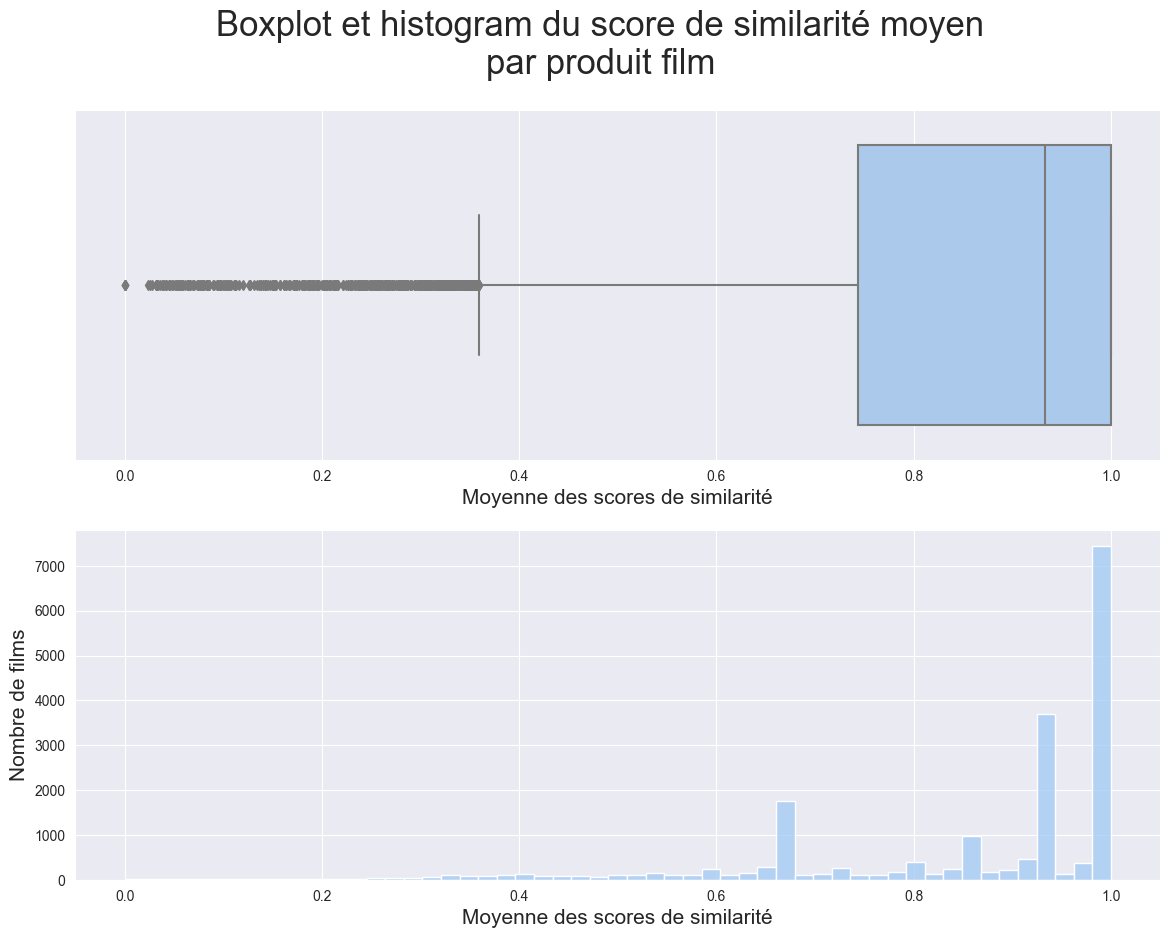 Boxplot et histogram du score de similarité moyen
par produit film
0.0 0.2 0.4 0.6 0.8 1.0
Moyenne des scores de similarité
Nombre de films
7000
6000
5000
4000
3000
2000
1000
0
0.0 0.2 0.4 0.6 0.8 1.0
Moyenne des scores de similarité